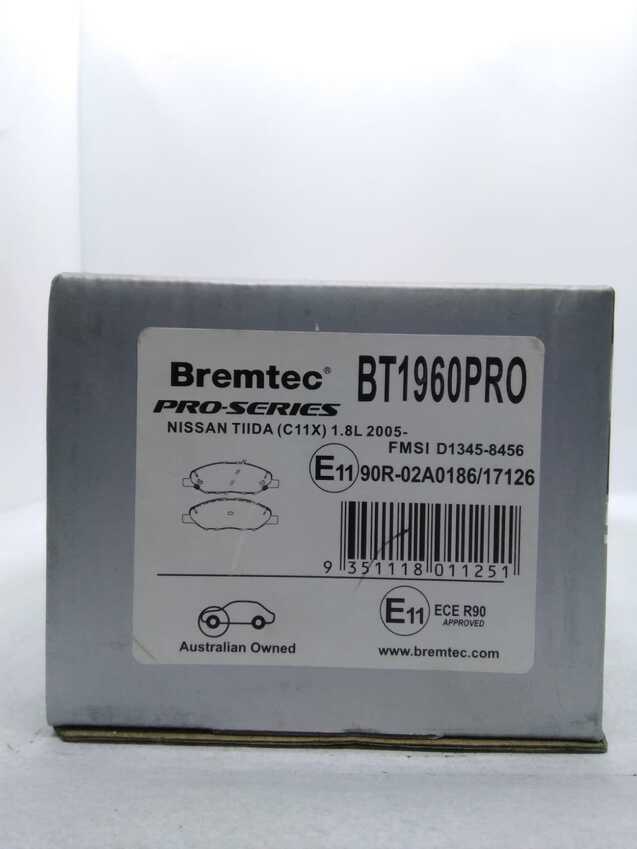 Bremtec®
BT1960PRO
PRO-SERIES
NISSAN TIIDA (C11X) 1.8L 2005-
FMSI D1345-8456
E11 90R-02A0186/17126
9 351118 011251
E11 ECE R90
APPROVED
Australian Owned
www.bremtec.com